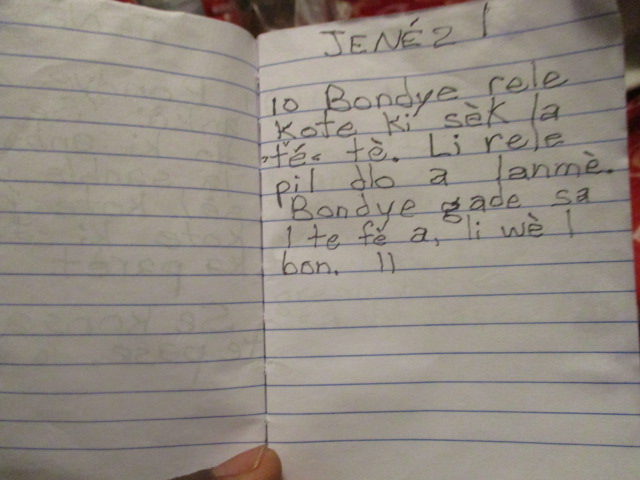 JENÉZ 1
10 Bondye rele
kote ki sèk la
"té" tè. Li rele
pil dlo a lanmè.
Bondye gade sa
l te fè a, li wè l
bon. 11